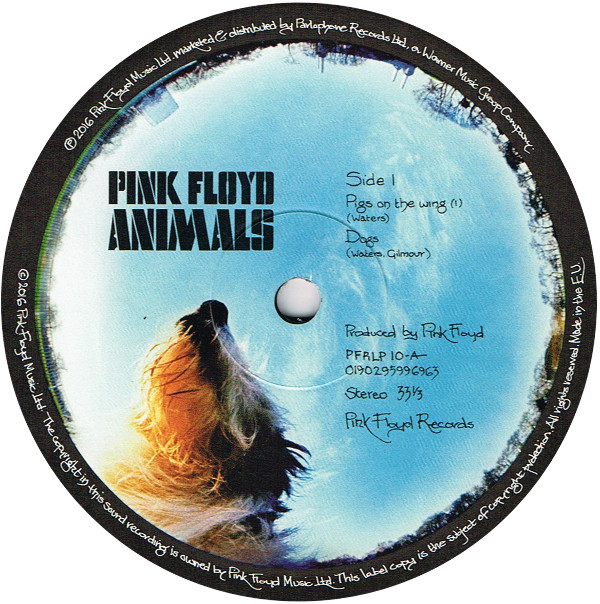 ℗2016 Pink Floyd Music Ltd. marketed & distributed by Parlophone Records Ltd., a Warner Music Group Company.
PINK FLOYD
ANIMALS
Side 1
Pigs on the wing (1)
(Waters)
Dogs
(Waters, Gilmour)
Produced by Pink Floyd
PFRLP 10-A
0190295996963
Stereo 33⅓
Pink Floyd Records
©2016 Pink Floyd Music Ltd. The copyright in this sound recording is owned by Pink Floyd Music Ltd. This label copy is the subject of copyright protection. All rights reserved. Made in the E.U.